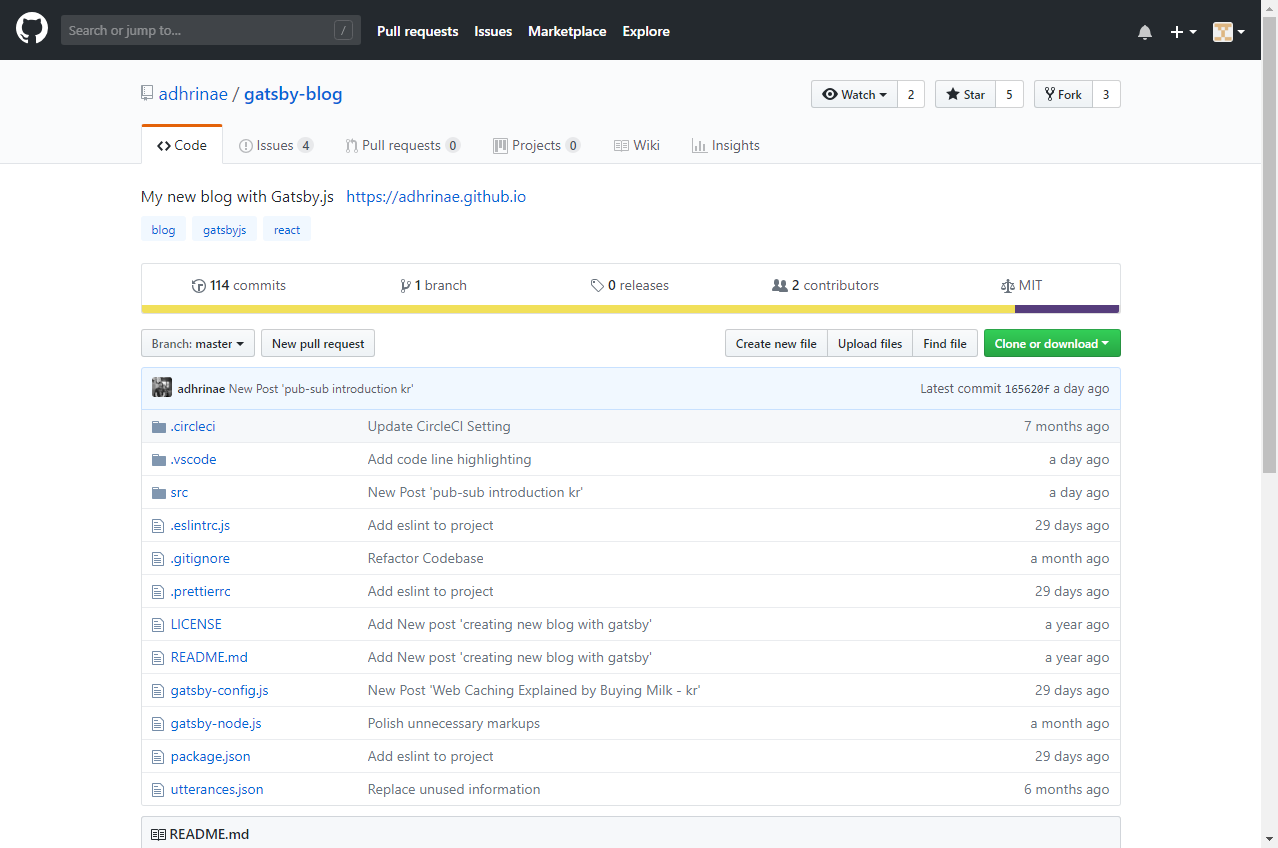 Search or jump to... / Pull requests Issues Marketplace Explore
adhrinae / gatsby-blog Watch 2 Star 5 Fork 3
Code Issues 4 Pull requests 0 Projects 0 Wiki Insights
My new blog with Gatsby.js https://adhrinae.github.io
blog gatsbyjs react
114 commits 1 branch 0 releases 2 contributors MIT
Branch: master New pull request Create new file Upload files Find file Clone or download
adhrinae New Post 'pub-sub introduction kr' Latest commit 165620f a day ago
.circleci Update CircleCI Setting 7 months ago
.vscode Add code line highlighting a day ago
src New Post 'pub-sub introduction kr' a day ago
.eslintrc.js Add eslint to project 29 days ago
.gitignore Refactor Codebase a month ago
.prettierrc Add eslint to project 29 days ago
LICENSE Add New post 'creating new blog with gatsby' a year ago
README.md Add New post 'creating new blog with gatsby' a year ago
gatsby-config.js New Post 'Web Caching Explained by Buying Milk - kr' 29 days ago
gatsby-node.js Polish unnecessary markups a month ago
package.json Add eslint to project 29 days ago
utterances.json Replace unused information 6 months ago
README.md